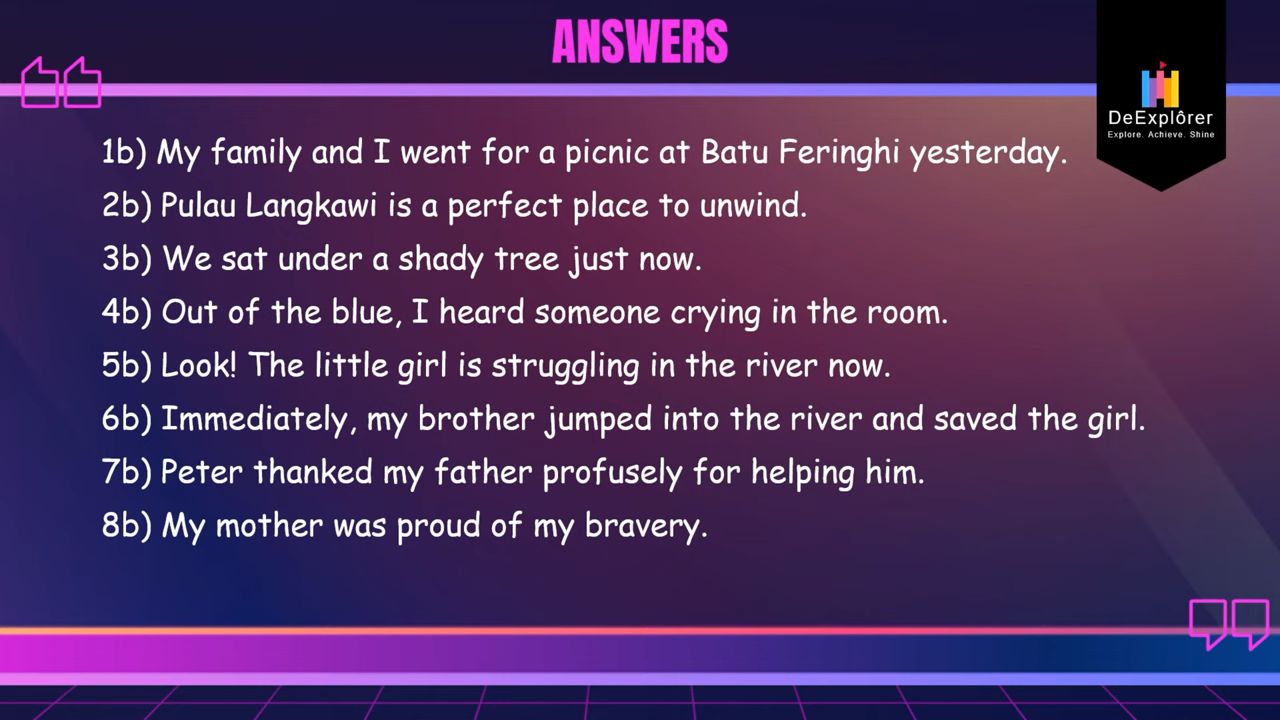 ANSWERS
DeExplôrer
Explore. Achieve. Shine
1b) My family and I went for a picnic at Batu Feringhi yesterday.
2b) Pulau Langkawi is a perfect place to unwind.
3b) We sat under a shady tree just now.
4b) Out of the blue, I heard someone crying in the room.
5b) Look! The little girl is struggling in the river now.
6b) Immediately, my brother jumped into the river and saved the girl.
7b) Peter thanked my father profusely for helping him.
8b) My mother was proud of my bravery.